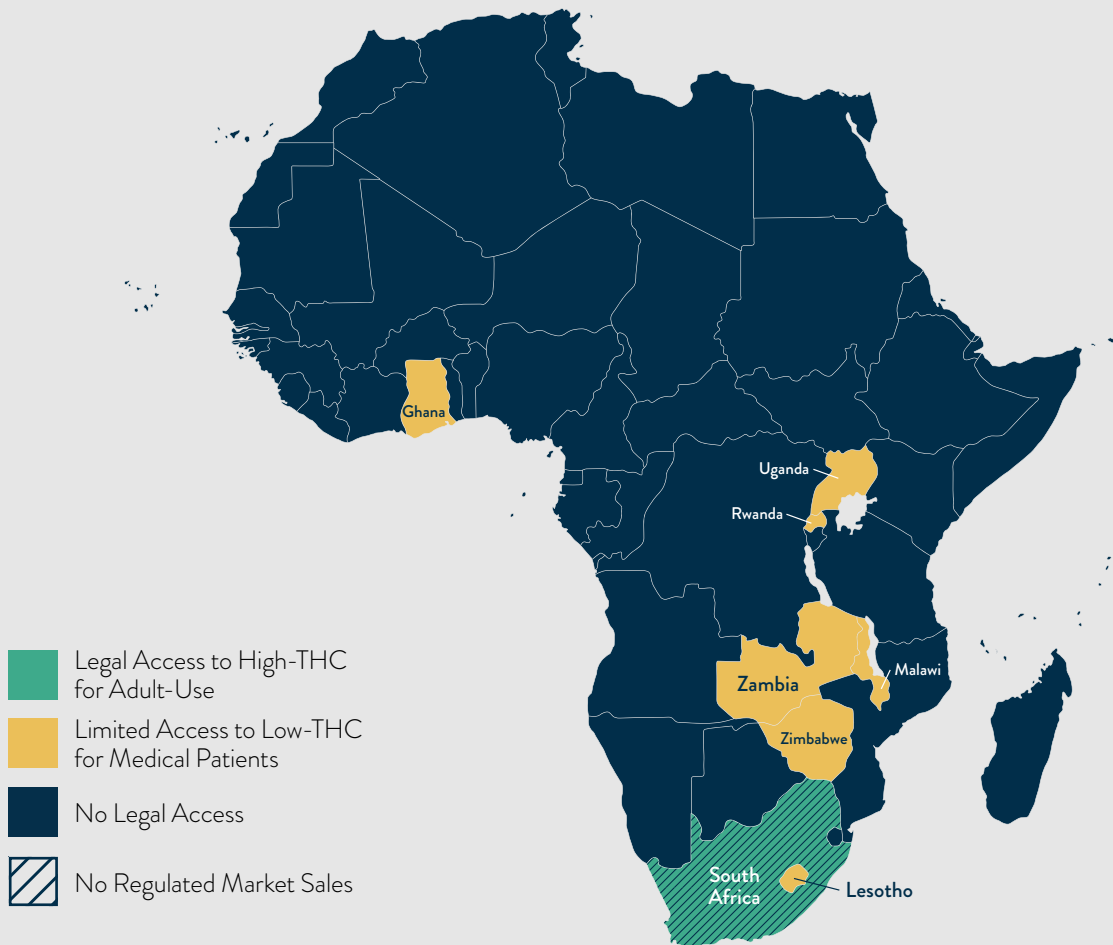 Ghana
Uganda
Rwanda
Malawi
Zambia
Zimbabwe
South
Africa
Lesotho
Legal Access to High-THC
for Adult-Use
Limited Access to Low-THC
for Medical Patients
No Legal Access
No Regulated Market Sales